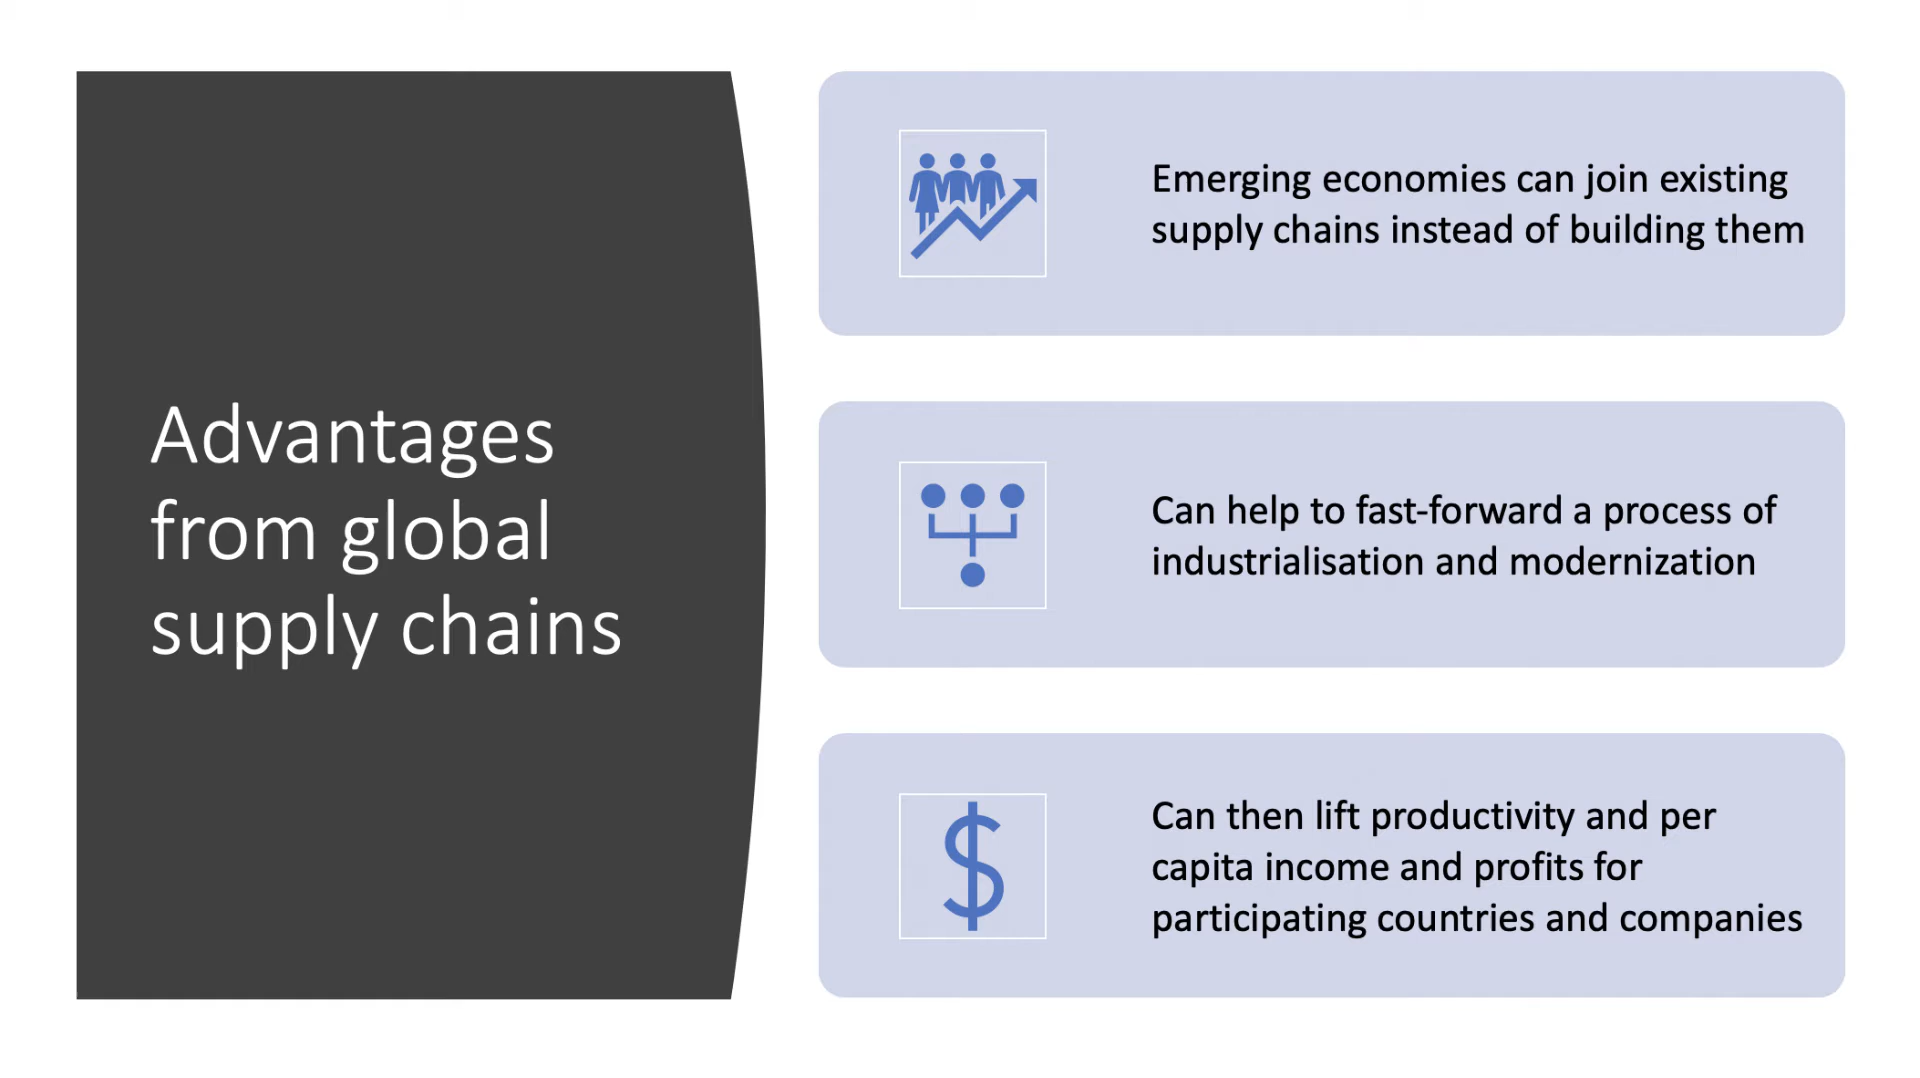 Advantages
from global
supply chains
Emerging economies can join existing
supply chains instead of building them
Can help to fast-forward a process of
industrialisation and modernization
Can then lift productivity and per
capita income and profits for
participating countries and companies